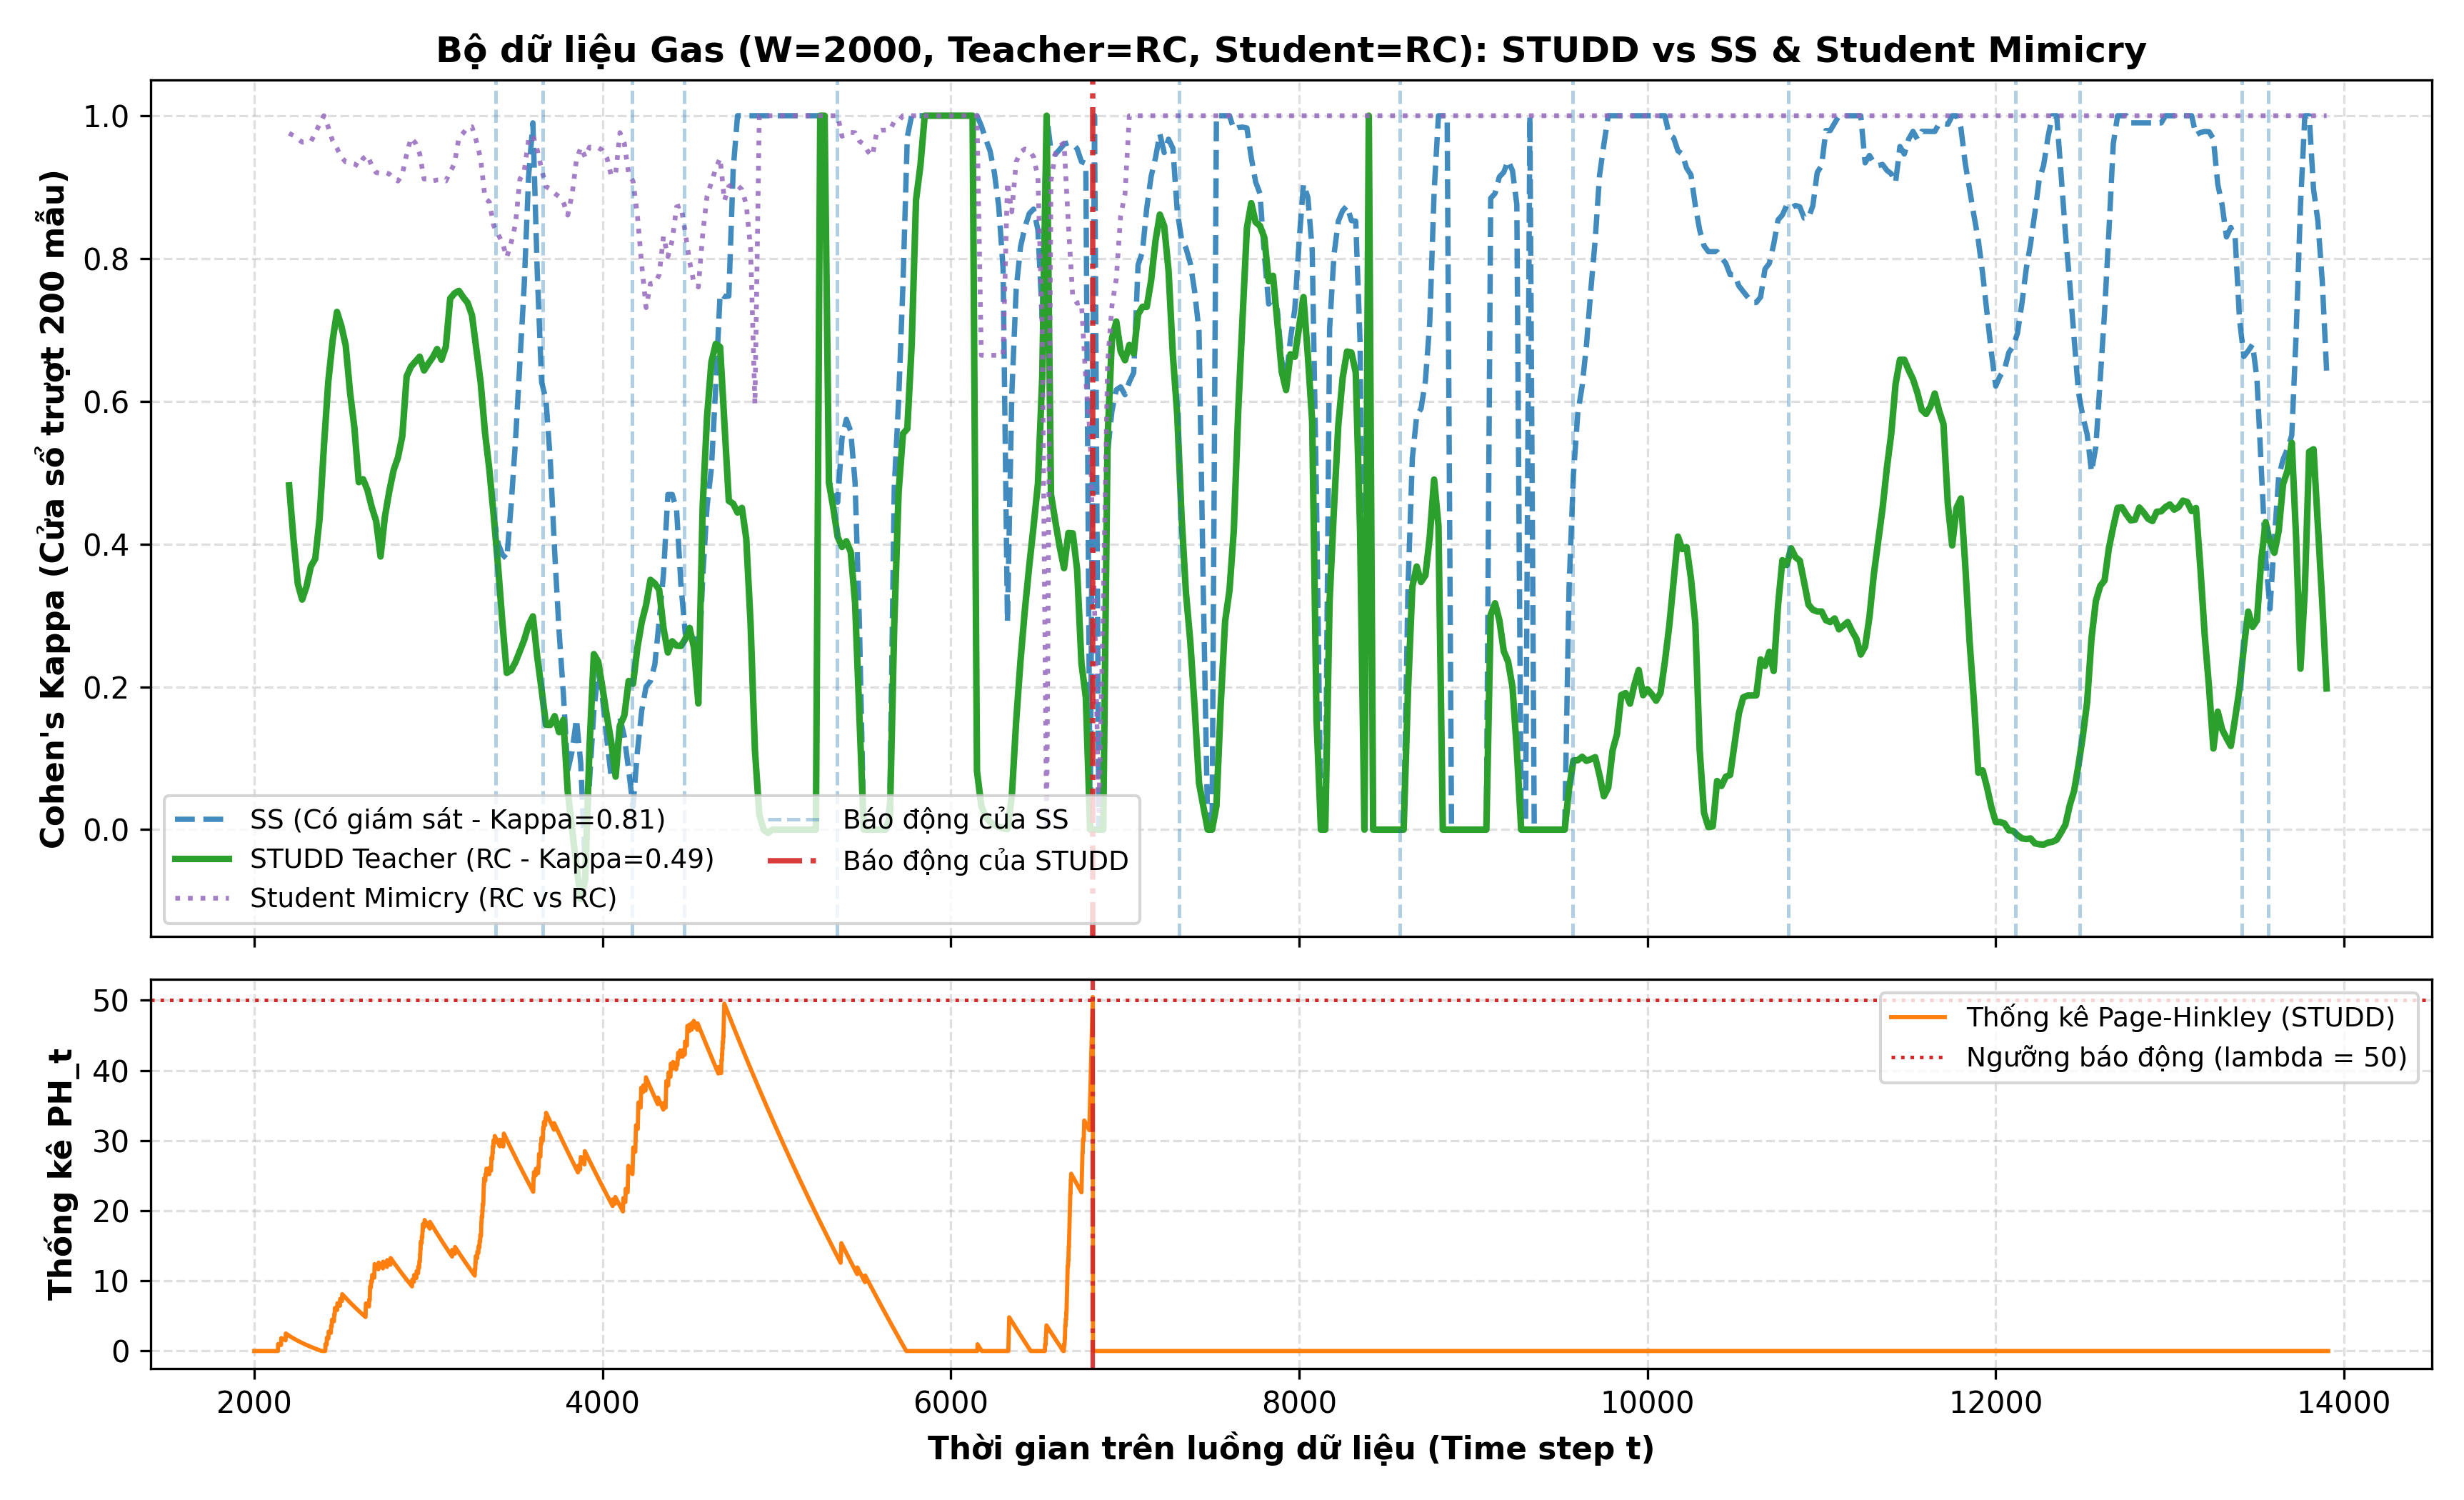 Bộ dữ liệu Gas (W=2000, Teacher=RC, Student=RC): STUDD vs SS & Student Mimicry
Cohen's Kappa (Cửa sổ trượt 200 mẫu)
1.0
0.8
0.6
0.4
0.2
0.0
SS (Có giám sát - Kappa=0.81)
STUDD Teacher (RC - Kappa=0.49)
Student Mimicry (RC vs RC)
Báo động của SS
Báo động của STUDD
Thống kê PH_t
50
40
30
20
10
0
Thống kê Page-Hinkley (STUDD)
Ngưỡng báo động (lambda = 50)
2000 4000 6000 8000 10000 12000 14000
Thời gian trên luồng dữ liệu (Time step t)